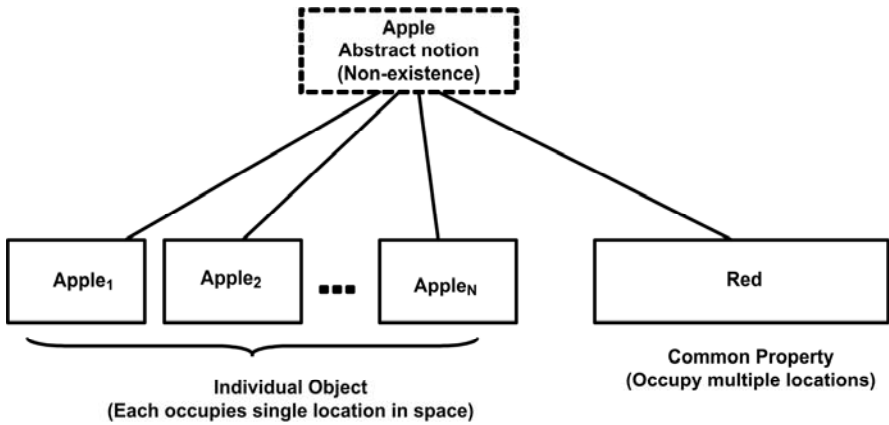 Apple
Abstract notion
(Non-existence)
Apple₁
Apple₂
...
Apple_N
Red
Individual Object
(Each occupies single location in space)
Common Property
(Occupy multiple locations)